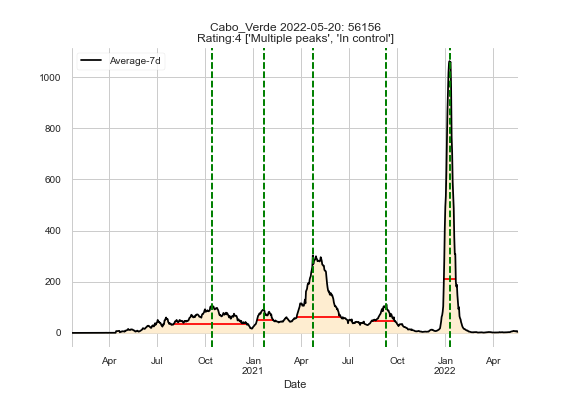 Cabo_Verde 2022-05-20: 56156
Rating:4 ['Multiple peaks', 'In control']
Average-7d
1000
800
600
400
200
0
Apr Jul Oct Jan Apr Jul Oct Jan Apr
2021 2022
Date